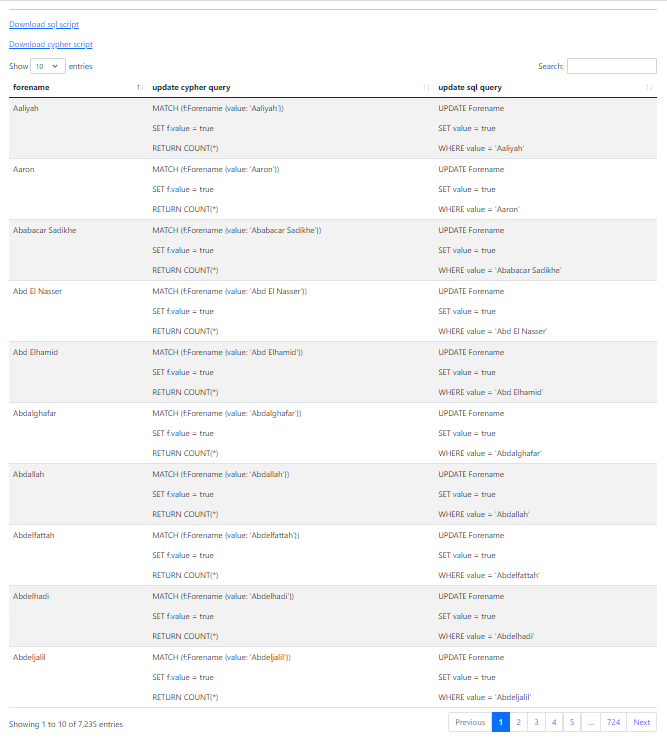 Download sql script
Download cypher script
Show 10 entries Search:
forename update cypher query update sql query
Aaliyah MATCH (f:Forename {value: 'Aaliyah'}) UPDATE Forename
SET f.value = true SET value = true
RETURN COUNT(*) WHERE value = 'Aaliyah'
Aaron MATCH (f:Forename {value: 'Aaron'}) UPDATE Forename
SET f.value = true SET value = true
RETURN COUNT(*) WHERE value = 'Aaron'
Ababacar Sadikhe MATCH (f:Forename {value: 'Ababacar Sadikhe'}) UPDATE Forename
SET f.value = true SET value = true
RETURN COUNT(*) WHERE value = 'Ababacar Sadikhe'
Abd El Nasser MATCH (f:Forename {value: 'Abd El Nasser'}) UPDATE Forename
SET f.value = true SET value = true
RETURN COUNT(*) WHERE value = 'Abd El Nasser'
Abd Elhamid MATCH (f:Forename {value: 'Abd Elhamid'}) UPDATE Forename
SET f.value = true SET value = true
RETURN COUNT(*) WHERE value = 'Abd Elhamid'
Abdalghafar MATCH (f:Forename {value: 'Abdalghafar'}) UPDATE Forename
SET f.value = true SET value = true
RETURN COUNT(*) WHERE value = 'Abdalghafar'
Abdallah MATCH (f:Forename {value: 'Abdallah'}) UPDATE Forename
SET f.value = true SET value = true
RETURN COUNT(*) WHERE value = 'Abdallah'
Abdelfattah MATCH (f:Forename {value: 'Abdelfattah'}) UPDATE Forename
SET f.value = true SET value = true
RETURN COUNT(*) WHERE value = 'Abdelfattah'
Abdelhadi MATCH (f:Forename {value: 'Abdelhadi'}) UPDATE Forename
SET f.value = true SET value = true
RETURN COUNT(*) WHERE value = 'Abdelhadi'
Abdeljalil MATCH (f:Forename {value: 'Abdeljalil'}) UPDATE Forename
SET f.value = true SET value = true
RETURN COUNT(*) WHERE value = 'Abdeljalil'
Showing 1 to 10 of 7,235 entries Previous 1 2 3 4 5 ... 724 Next